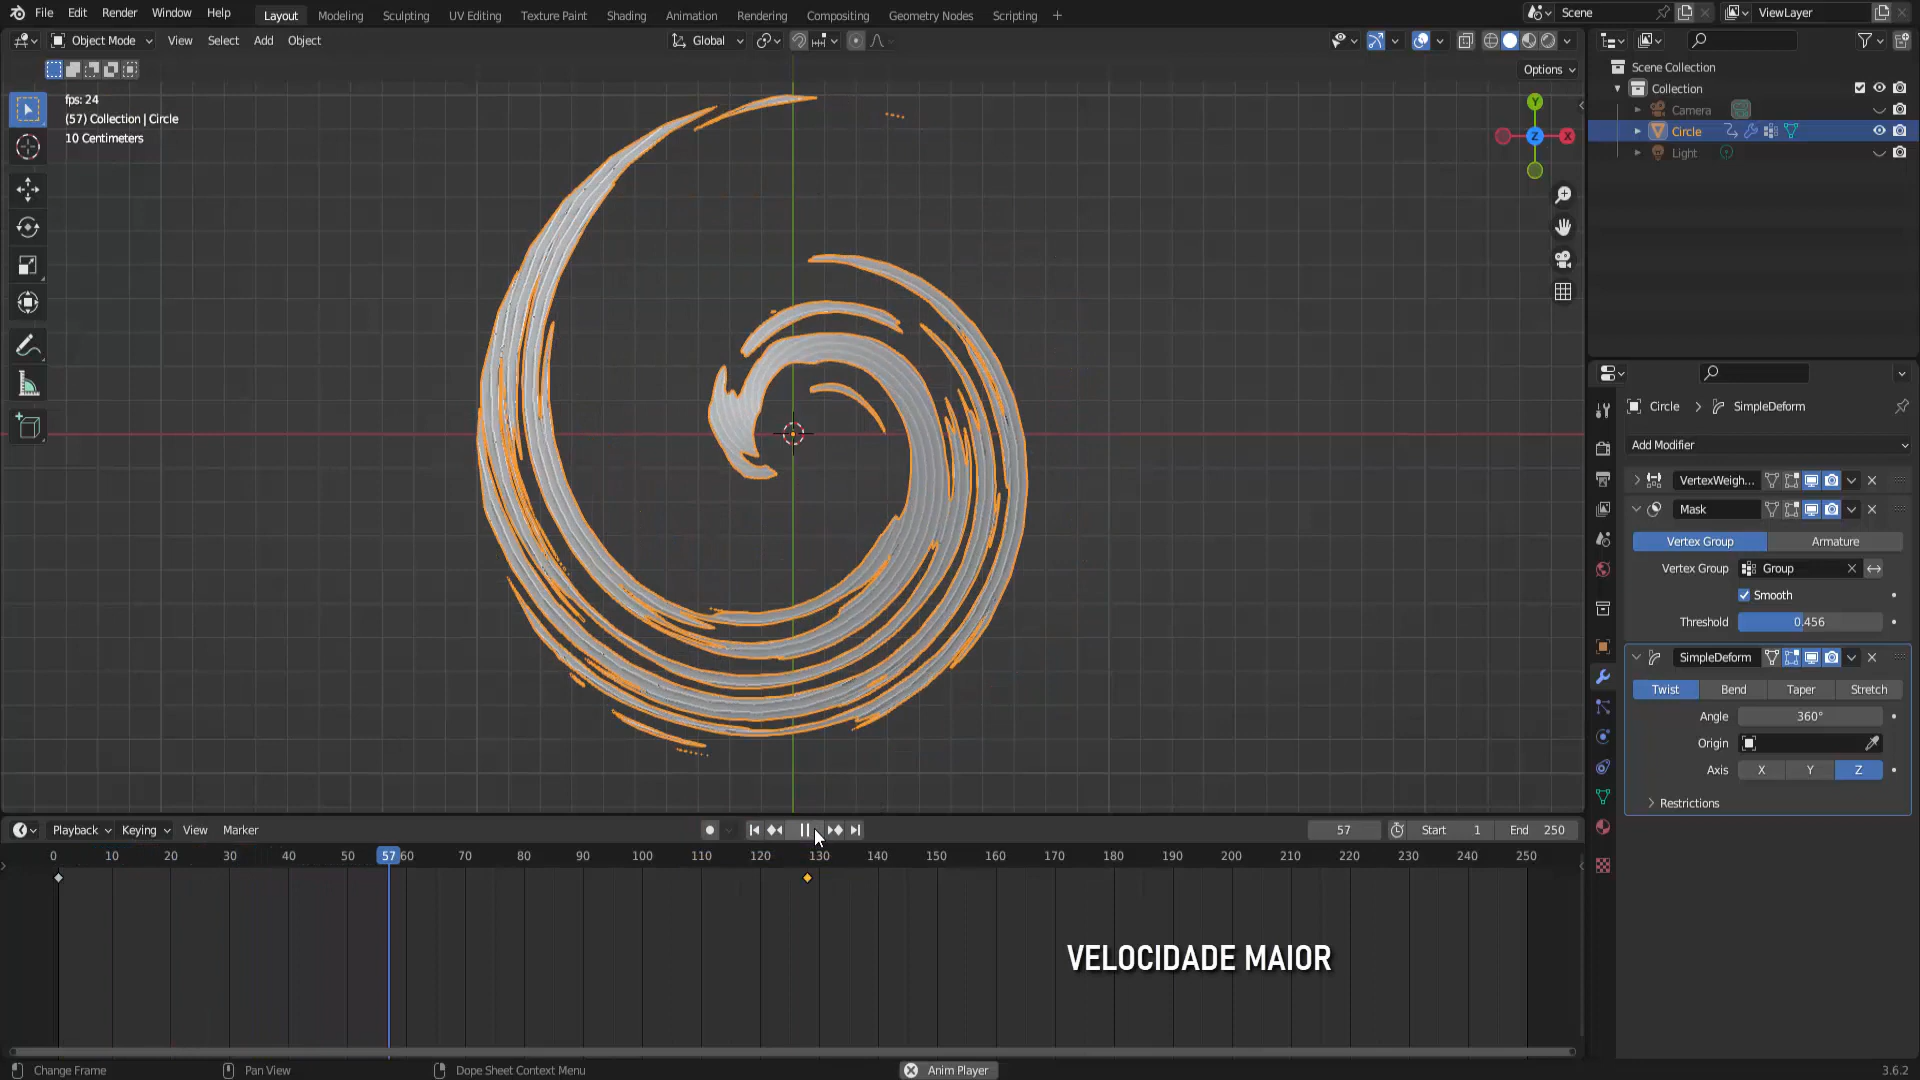 File Edit Render Window Help Layout Modeling Sculpting UV Editing Texture Paint Shading Animation Rendering Compositing Geometry Nodes Scripting + Scene ViewLayer
Object Mode View Select Add Object Global
Options
fps: 24
(57) Collection | Circle
10 Centimeters
Y
X
Z
Scene Collection
Collection
Camera
Circle
Light
Circle > SimpleDeform
Add Modifier
VertexWeigh...
Mask
Vertex Group Armature
Vertex Group Group
Smooth
Threshold 0.456
SimpleDeform
Twist Bend Taper Stretch
Angle 360°
Origin
Axis X Y Z
Restrictions
Playback Keying View Marker 57 Start 1 End 250
0 10 20 30 40 50 57 60 70 80 90 100 110 120 130 140 150 160 170 180 190 200 210 220 230 240 250
VELOCIDADE MAIOR
Change Frame Pan View Dope Sheet Context Menu Anim Player 3.6.2